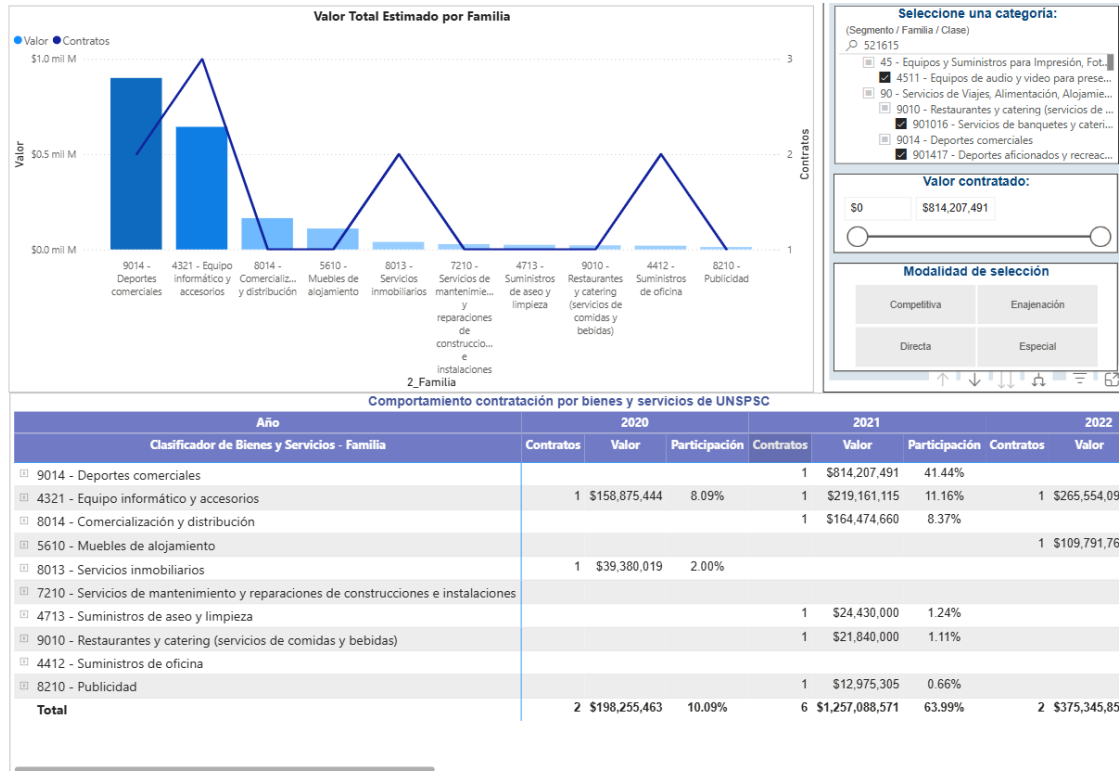 Valor Total Estimado por Familia
Valor Contratos
$1.0 mil M
$0.5 mil M
$0.0 mil M
Valor
3
2
1
Contratos
9014 - Deportes comerciales
4321 - Equipo informático y accesorios
8014 - Comercializ... y distribución
5610 - Muebles de alojamiento
8013 - Servicios inmobiliarios
7210 - Servicios de mantenimie... y reparaciones de construccio... e instalaciones
4713 - Suministros de aseo y limpieza
9010 - Restaurantes y catering (servicios de comidas y bebidas)
4412 - Suministros de oficina
8210 - Publicidad
2_Familia
Seleccione una categoria:
(Segmento / Familia / Clase)
521615
45 - Equipos y Suministros para Impresión, Fot...
4511 - Equipos de audio y video para prese...
90 - Servicios de Viajes, Alimentación, Alojamie...
9010 - Restaurantes y catering (servicios de ...
901016 - Servicios de banquetes y cateri...
9014 - Deportes comerciales
901417 - Deportes aficionados y recreac...
Valor contratado:
$0 $814,207,491
Modalidad de selección
Competitiva Enajenación
Directa Especial
Comportamiento contratación por bienes y servicios de UNSPSC
Año 2020 2021 2022
Clasificador de Bienes y Servicios - Familia Contratos Valor Participación Contratos Valor Participación Contratos Valor
9014 - Deportes comerciales 1 $814,207,491 41.44%
4321 - Equipo informático y accesorios 1 $158,875,444 8.09% 1 $219,161,115 11.16% 1 $265,554,09
8014 - Comercialización y distribución 1 $164,474,660 8.37%
5610 - Muebles de alojamiento 1 $109,791,76
8013 - Servicios inmobiliarios 1 $39,380,019 2.00%
7210 - Servicios de mantenimiento y reparaciones de construcciones e instalaciones
4713 - Suministros de aseo y limpieza 1 $24,430,000 1.24%
9010 - Restaurantes y catering (servicios de comidas y bebidas) 1 $21,840,000 1.11%
4412 - Suministros de oficina
8210 - Publicidad 1 $12,975,305 0.66%
Total 2 $198,255,463 10.09% 6 $1,257,088,571 63.99% 2 $375,345,85